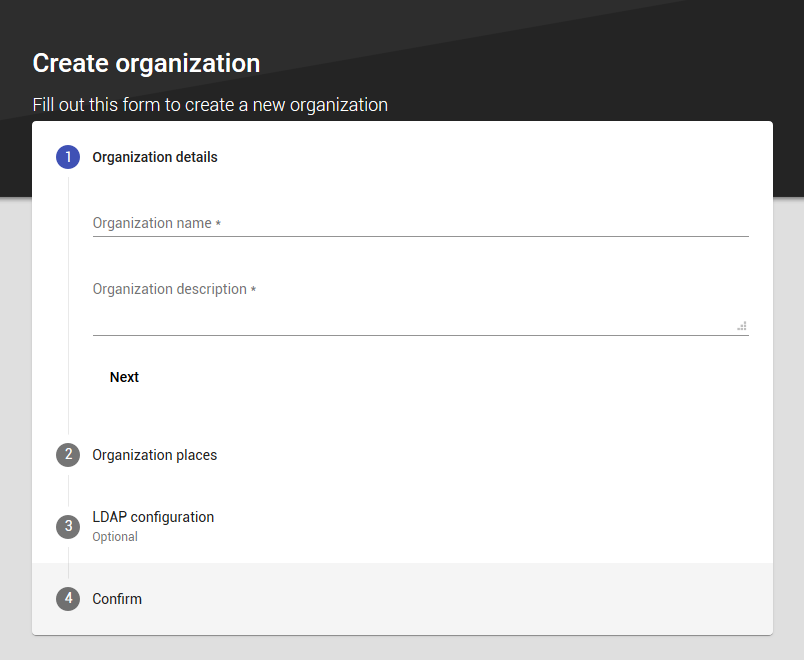 Create organization
Fill out this form to create a new organization
1 Organization details
Organization name *
Organization description *
Next
2 Organization places
3 LDAP configuration
Optional
4 Confirm